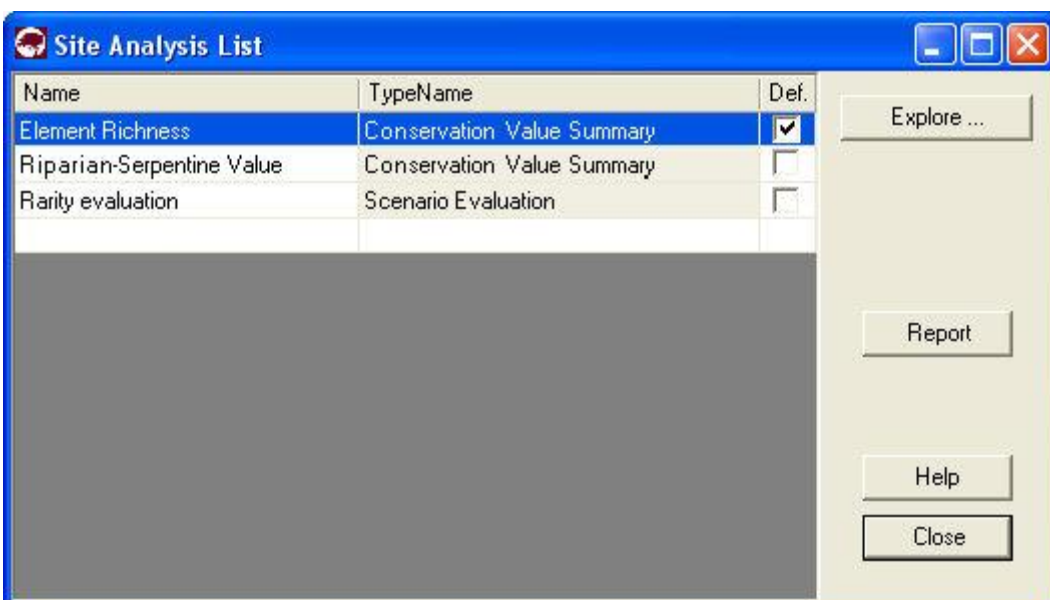 Site Analysis List
Name TypeName Def.
Element Richness Conservation Value Summary
Riparian-Serpentine Value Conservation Value Summary
Rarity evaluation Scenario Evaluation
Explore ...
Report
Help
Close